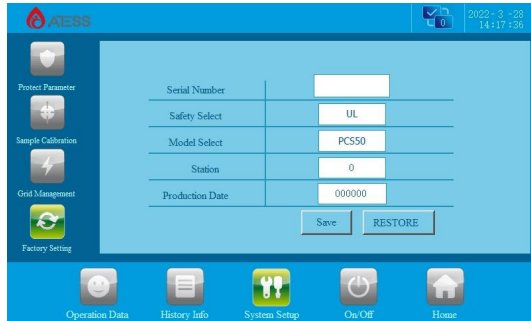 ATESS
0
2022- 3 -28
14:17:36
Protect Parameter
Sample Calibration
Grid Management
Factory Setting
Serial Number
Safety Select UL
Model Select PCS50
Station 0
Production Date 000000
Save RESTORE
Operation Data History Info System Setup On/Off Home